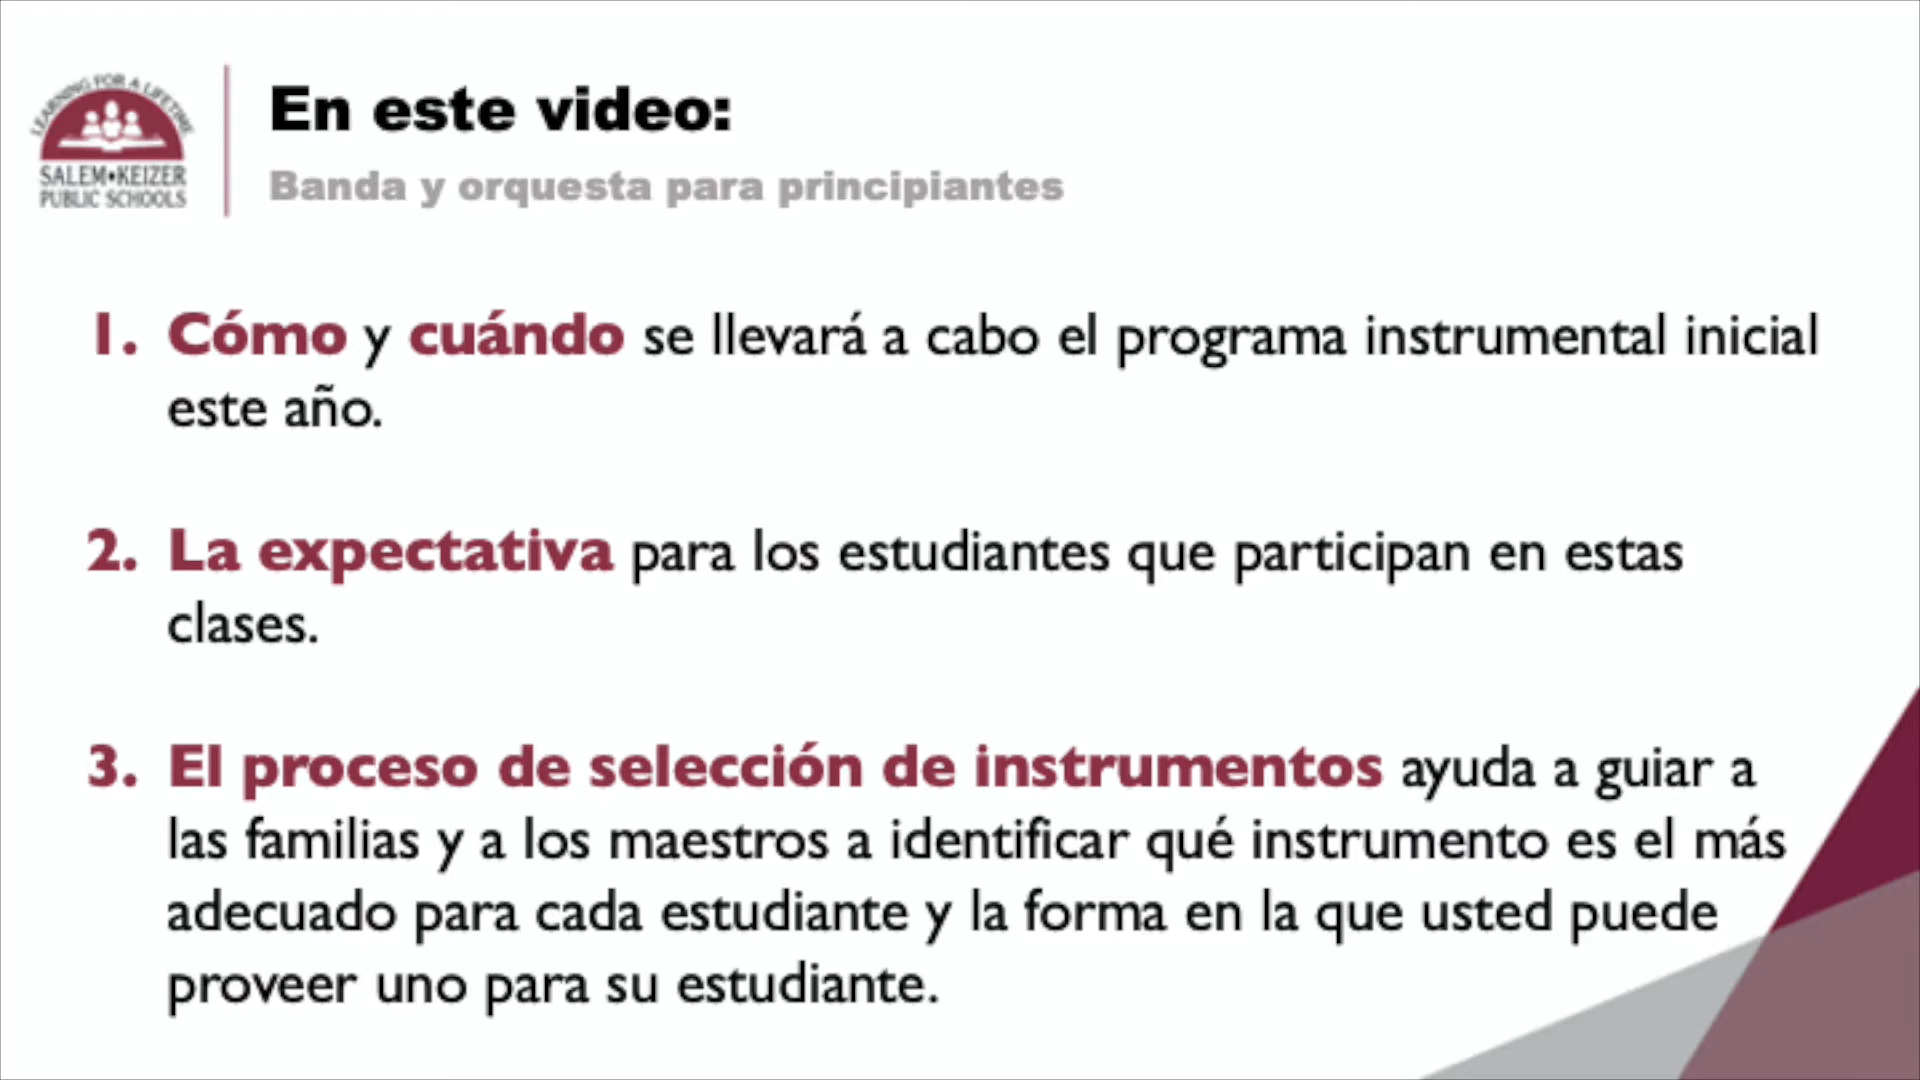 LEARNING FOR A LIFETIME
SALEM•KEIZER
PUBLIC SCHOOLS
En este video:
Banda y orquesta para principiantes
1. Cómo y cuándo se llevará a cabo el programa instrumental inicial
este año.
2. La expectativa para los estudiantes que participan en estas
clases.
3. El proceso de selección de instrumentos ayuda a guiar a
las familias y a los maestros a identificar qué instrumento es el más
adecuado para cada estudiante y la forma en la que usted puede
proveer uno para su estudiante.